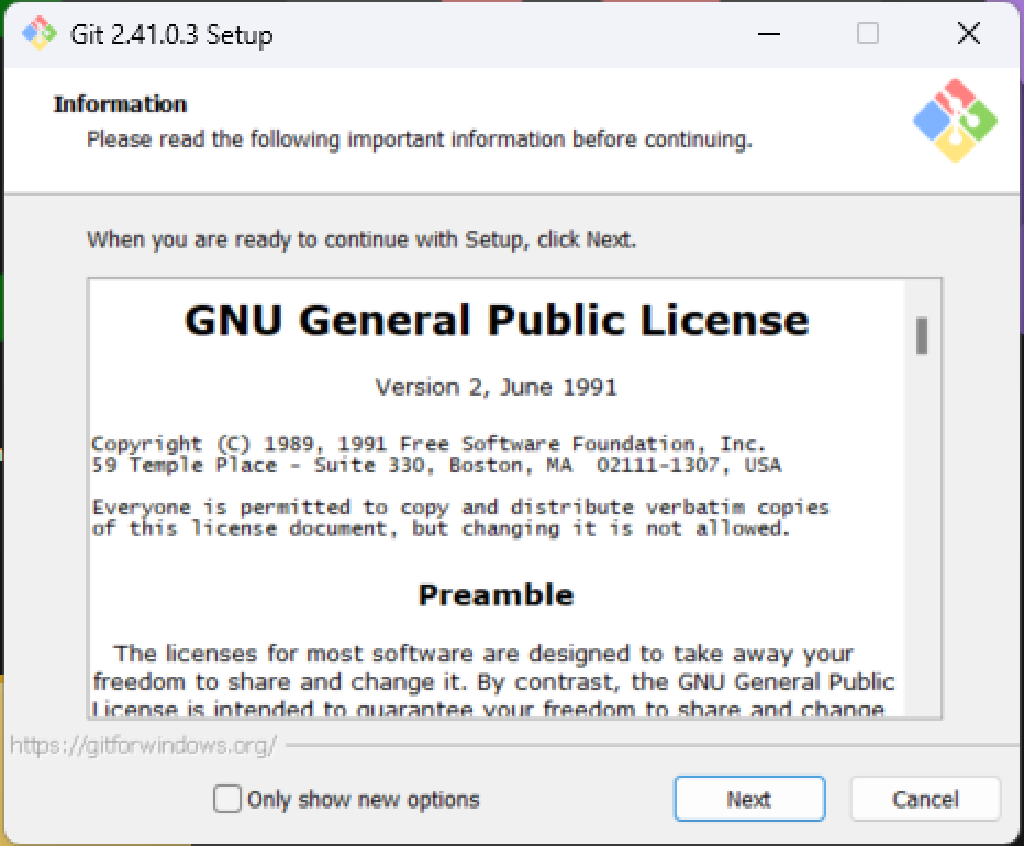 Git 2.41.0.3 Setup
Information
Please read the following important information before continuing.
When you are ready to continue with Setup, click Next.
GNU General Public License
Version 2, June 1991
Copyright (C) 1989, 1991 Free Software Foundation, Inc.
59 Temple Place - Suite 330, Boston, MA  02111-1307, USA
Everyone is permitted to copy and distribute verbatim copies
of this license document, but changing it is not allowed.
Preamble
The licenses for most software are designed to take away your
freedom to share and change it. By contrast, the GNU General Public
License is intended to guarantee your freedom to share and change
https://gitforwindows.org/
Only show new options
Next
Cancel